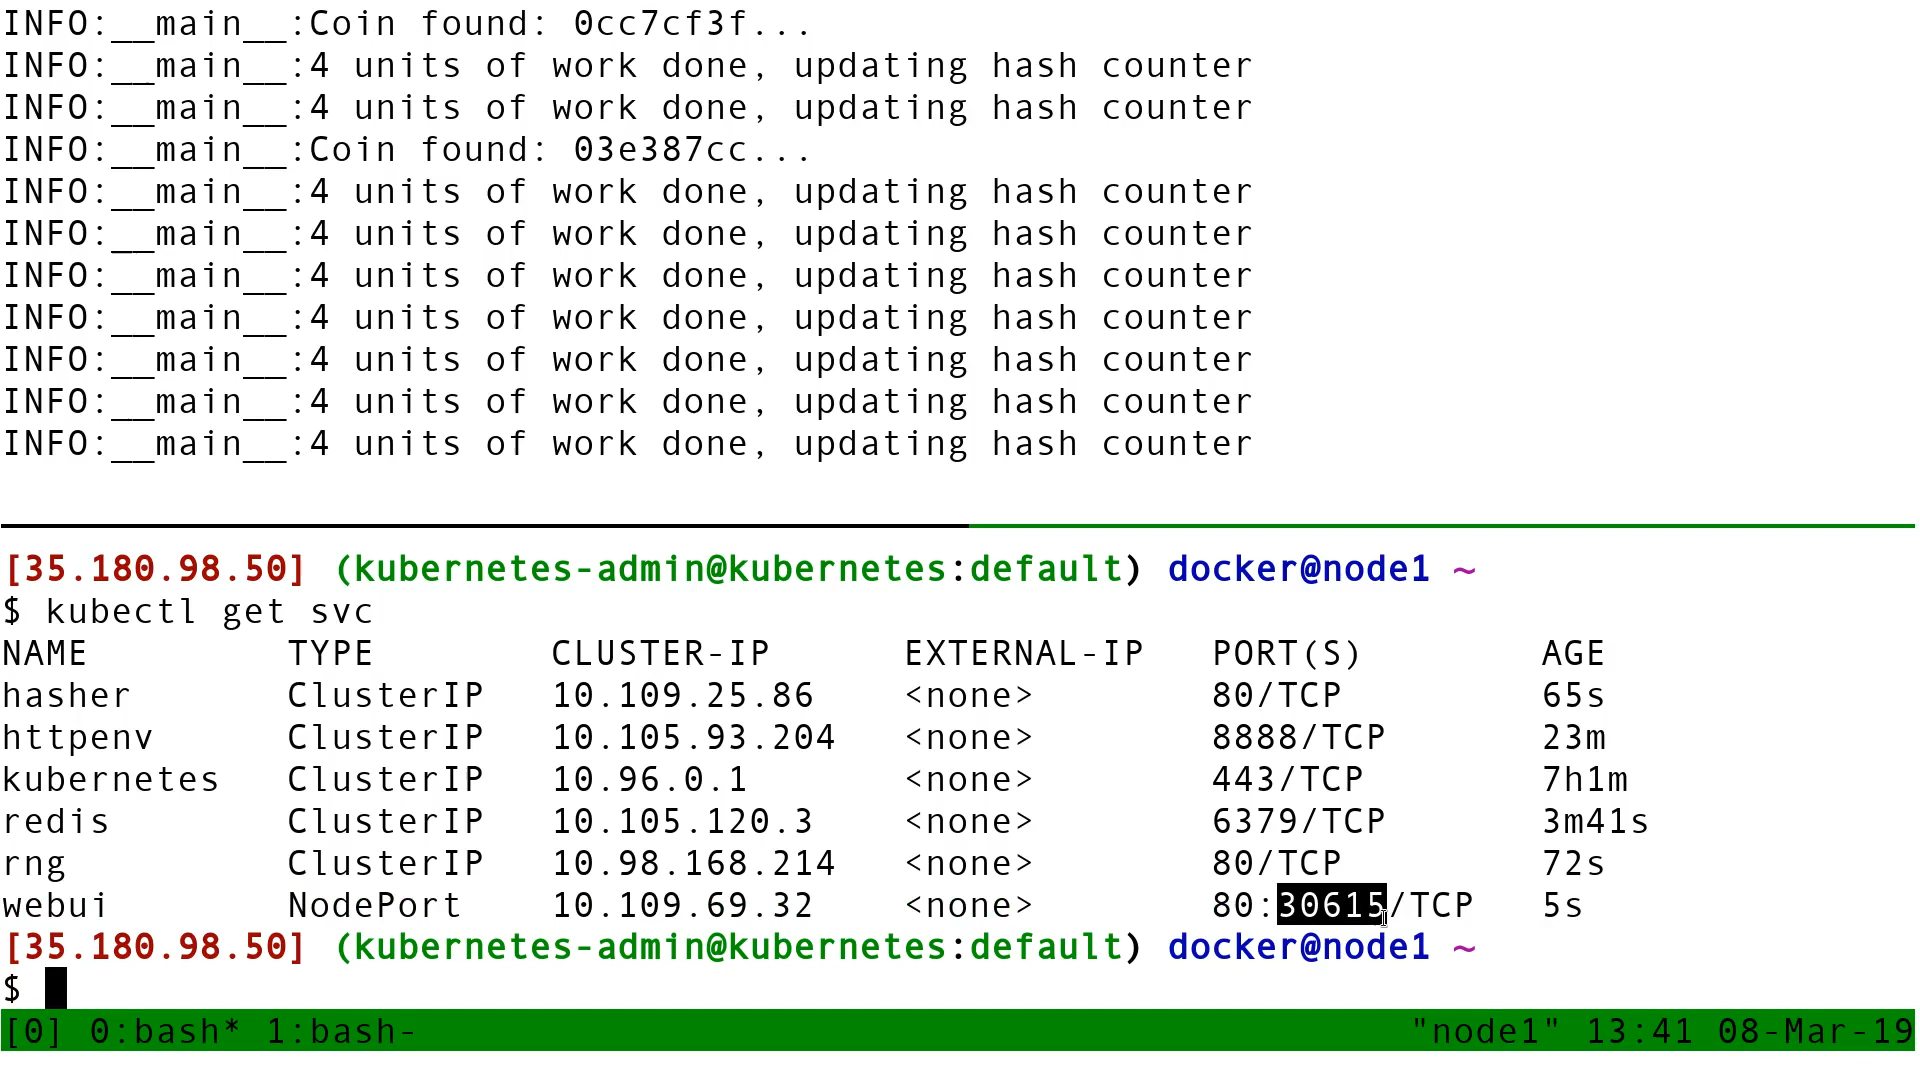 INFO:__main__:Coin found: 0cc7cf3f...
INFO:__main__:4 units of work done, updating hash counter
INFO:__main__:4 units of work done, updating hash counter
INFO:__main__:Coin found: 03e387cc...
INFO:__main__:4 units of work done, updating hash counter
INFO:__main__:4 units of work done, updating hash counter
INFO:__main__:4 units of work done, updating hash counter
INFO:__main__:4 units of work done, updating hash counter
INFO:__main__:4 units of work done, updating hash counter
INFO:__main__:4 units of work done, updating hash counter
INFO:__main__:4 units of work done, updating hash counter
[35.180.98.50] (kubernetes-admin@kubernetes:default) docker@node1 ~
$ kubectl get svc
NAME TYPE CLUSTER-IP EXTERNAL-IP PORT(S) AGE
hasher ClusterIP 10.109.25.86 <none> 80/TCP 65s
httpenv ClusterIP 10.105.93.204 <none> 8888/TCP 23m
kubernetes ClusterIP 10.96.0.1 <none> 443/TCP 7h1m
redis ClusterIP 10.105.120.3 <none> 6379/TCP 3m41s
rng ClusterIP 10.98.168.214 <none> 80/TCP 72s
webui NodePort 10.109.69.32 <none> 80:30615/TCP 5s
[35.180.98.50] (kubernetes-admin@kubernetes:default) docker@node1 ~
$
[0] 0:bash* 1:bash- "node1" 13:41 08-Mar-19